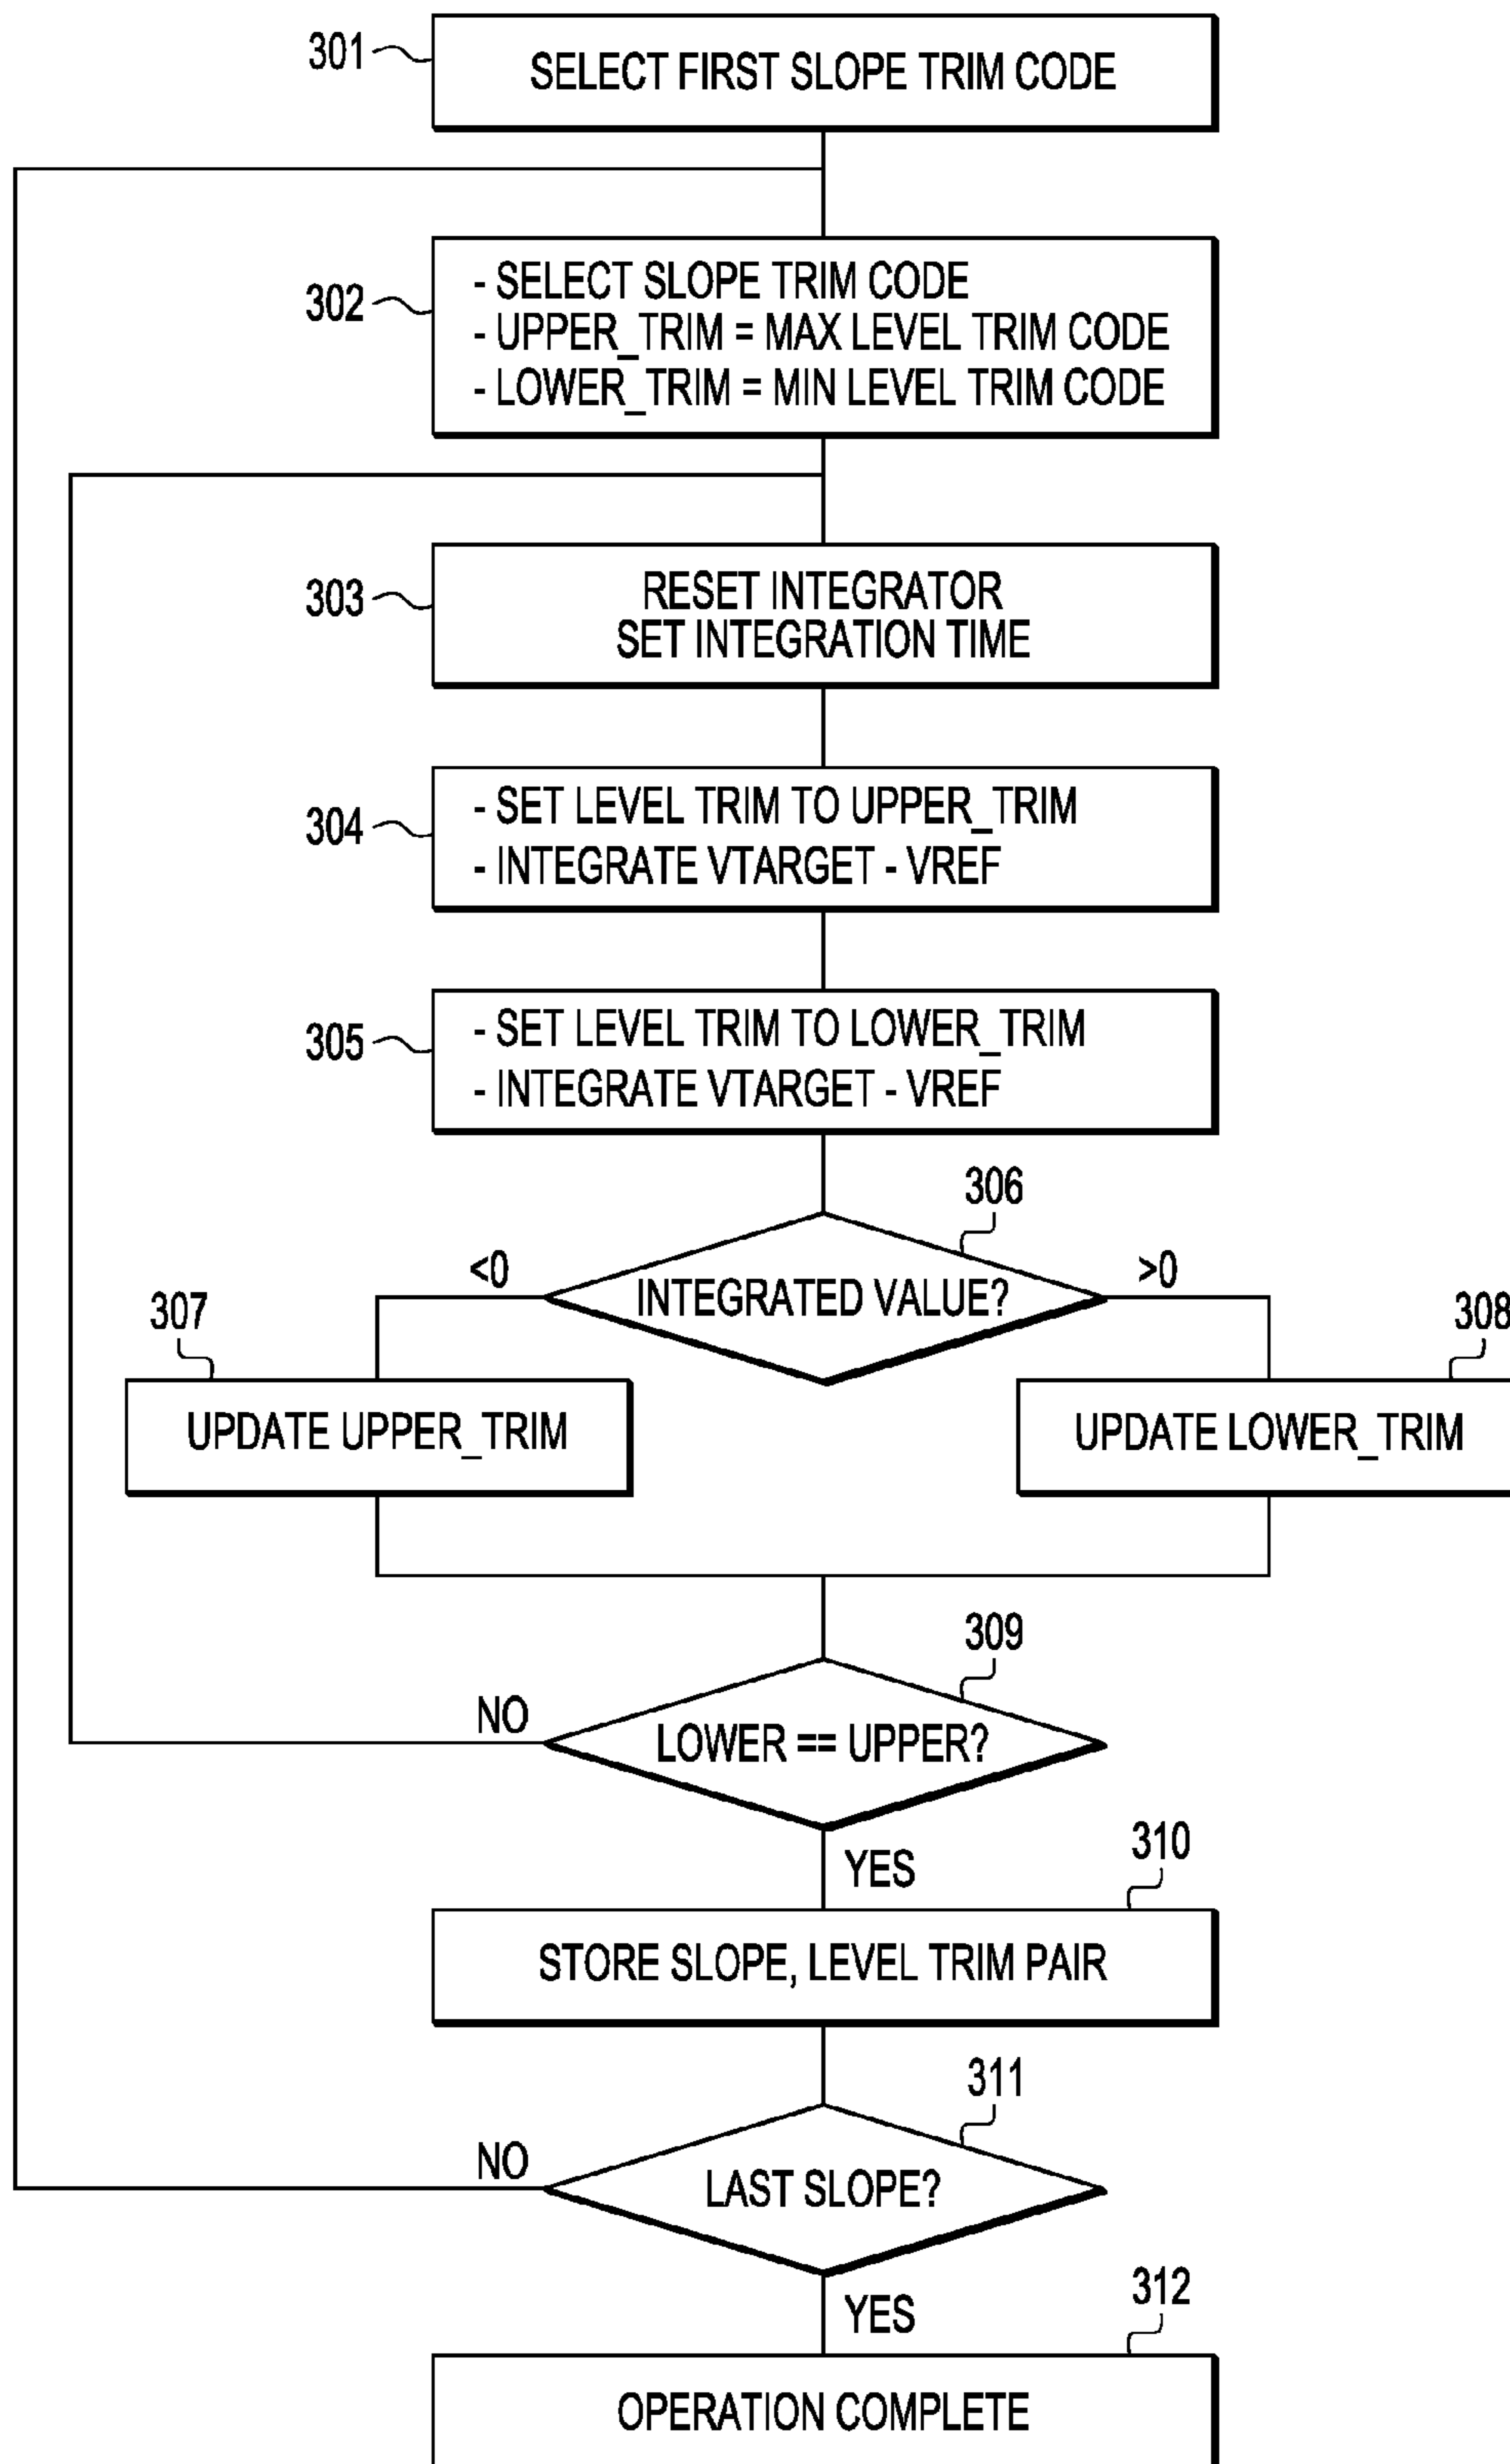 301
SELECT FIRST SLOPE TRIM CODE
302
- SELECT SLOPE TRIM CODE
- UPPER_TRIM = MAX LEVEL TRIM CODE
- LOWER_TRIM = MIN LEVEL TRIM CODE
303
RESET INTEGRATOR
SET INTEGRATION TIME
304
- SET LEVEL TRIM TO UPPER_TRIM
- INTEGRATE VTARGET - VREF
305
- SET LEVEL TRIM TO LOWER_TRIM
- INTEGRATE VTARGET - VREF
306
<0
INTEGRATED VALUE?
>0
307
UPDATE UPPER_TRIM
308
UPDATE LOWER_TRIM
309
NO
LOWER == UPPER?
YES
310
STORE SLOPE, LEVEL TRIM PAIR
311
NO
LAST SLOPE?
YES
312
OPERATION COMPLETE